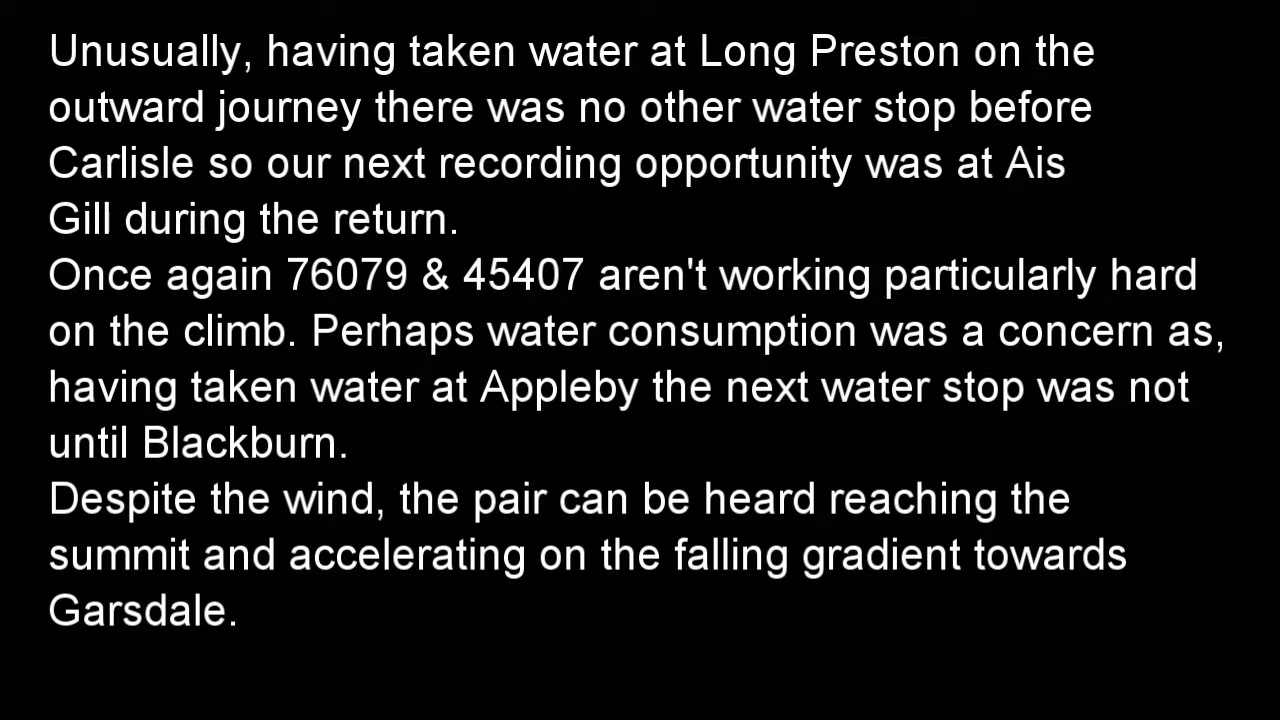 Unusually, having taken water at Long Preston on the
outward journey there was no other water stop before
Carlisle so our next recording opportunity was at Ais
Gill during the return.
Once again 76079 & 45407 aren't working particularly hard
on the climb. Perhaps water consumption was a concern as,
having taken water at Appleby the next water stop was not
until Blackburn.
Despite the wind, the pair can be heard reaching the
summit and accelerating on the falling gradient towards
Garsdale.